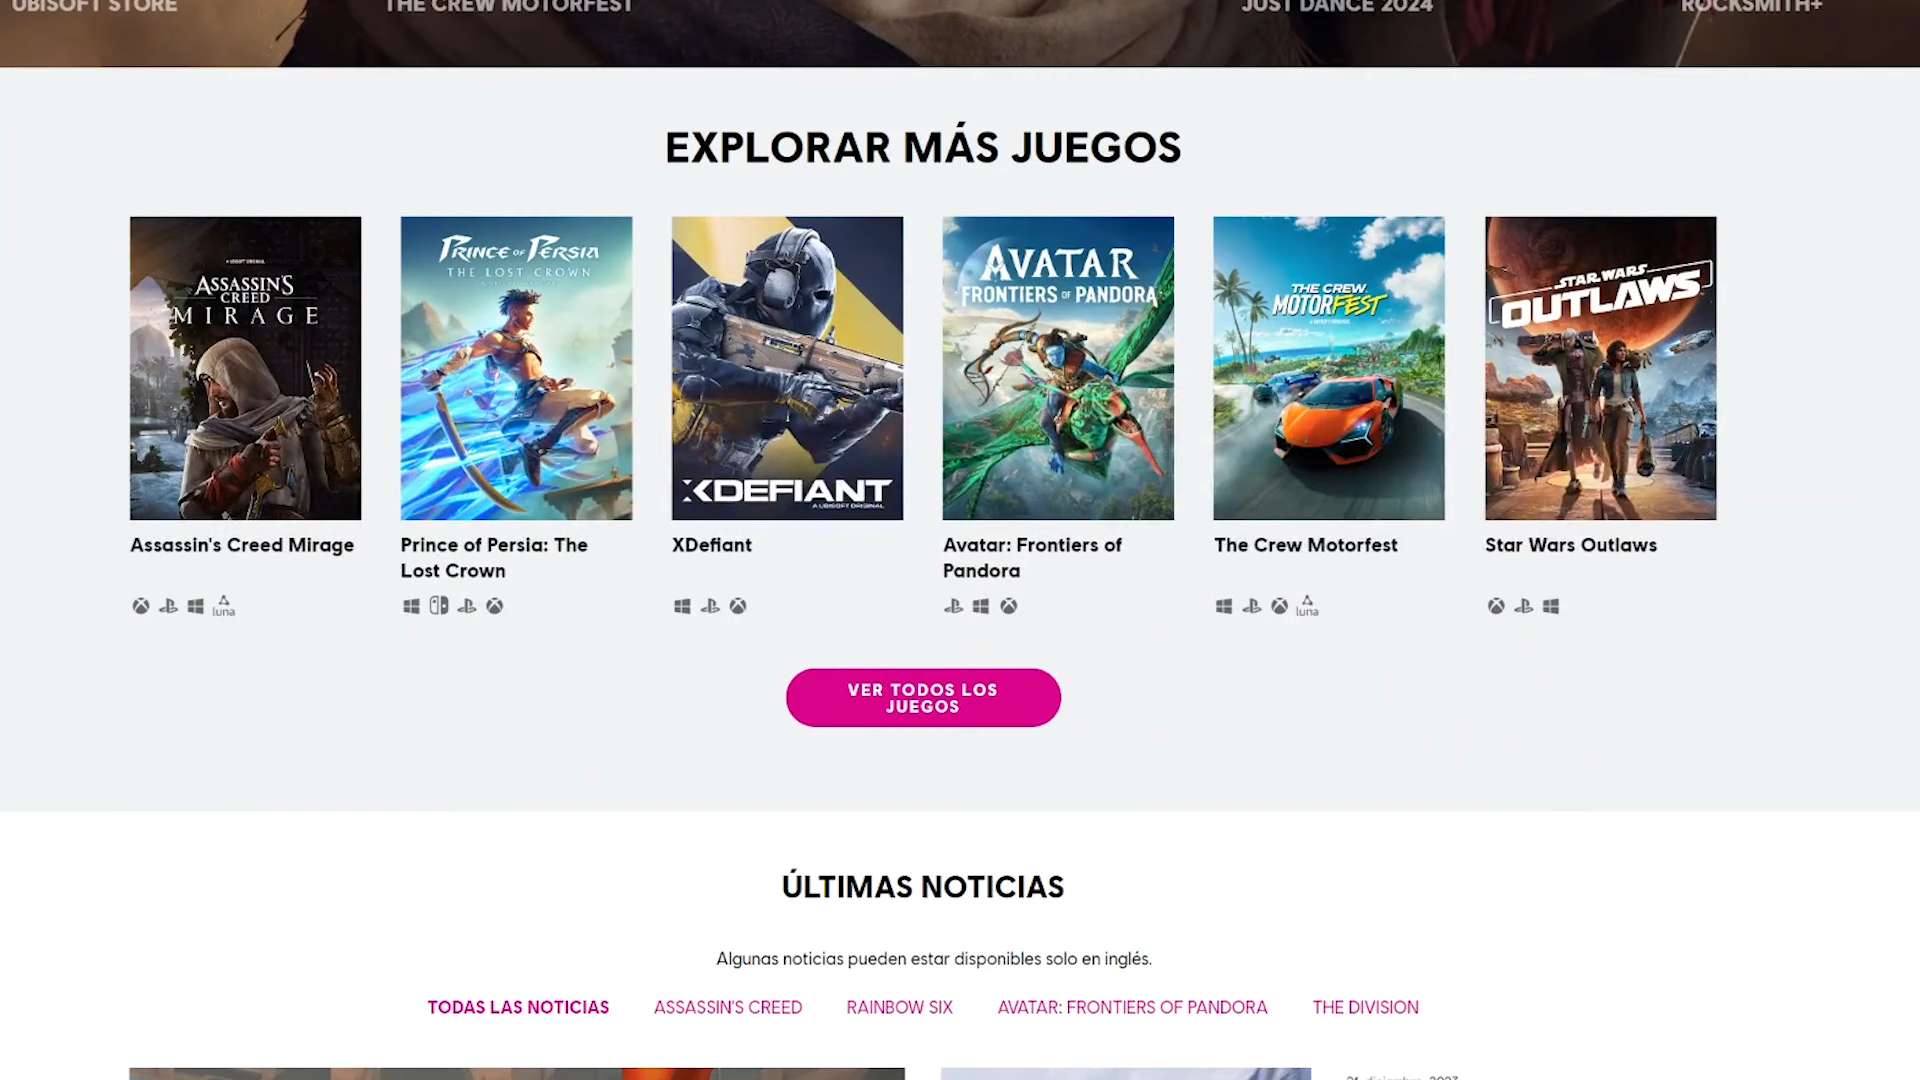 UBISOFT STORE
THE CREW MOTORFEST
JUST DANCE 2024
ROCKSMITH+
EXPLORAR MÁS JUEGOS
ASSASSIN'S
CREED
MIRAGE
PRINCE OF PERSIA
THE LOST CROWN
XDEFIANT
A UBISOFT ORIGINAL
AVATAR
FRONTIERS OF PANDORA
THE CREW
MOTORFEST
STAR WARS
OUTLAWS
Assassin's Creed Mirage
Prince of Persia: The
Lost Crown
XDefiant
Avatar: Frontiers of
Pandora
The Crew Motorfest
Star Wars Outlaws
luna
luna
VER TODOS LOS
JUEGOS
ÚLTIMAS NOTICIAS
Algunas noticias pueden estar disponibles solo en inglés.
TODAS LAS NOTICIAS
ASSASSIN'S CREED
RAINBOW SIX
AVATAR: FRONTIERS OF PANDORA
THE DIVISION